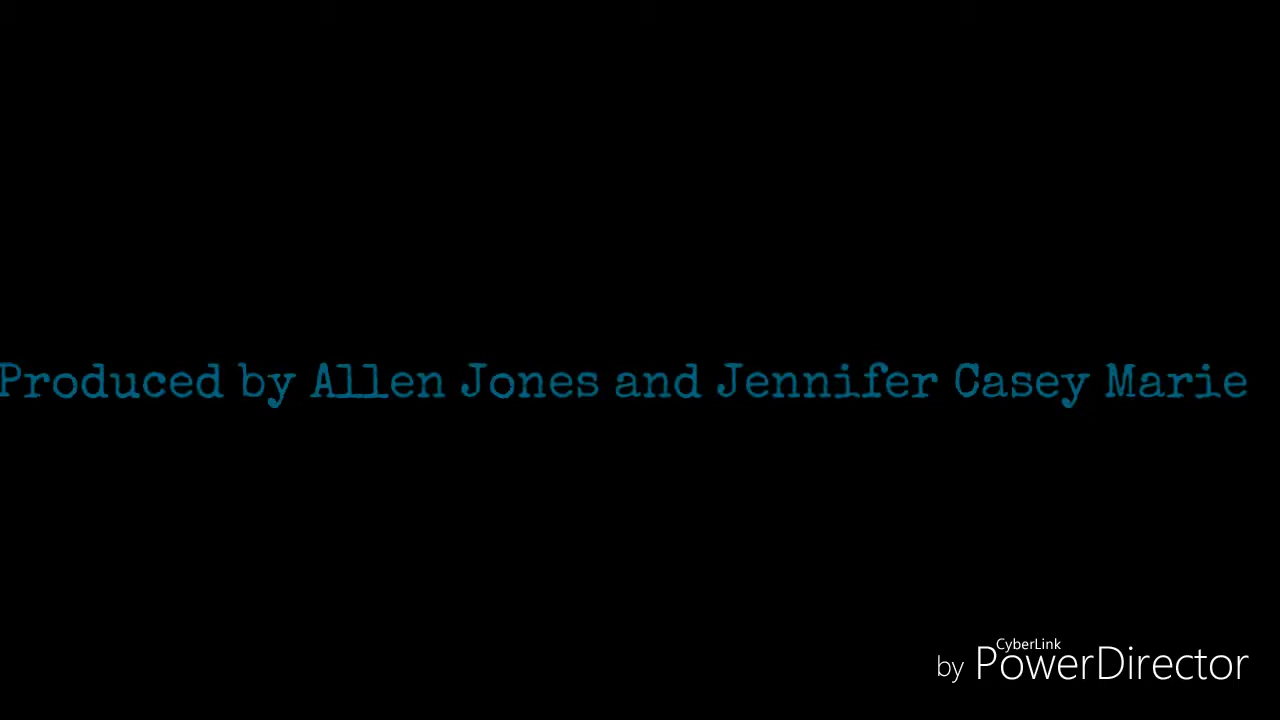 Produced by Allen Jones and Jennifer Casey Marie
CyberLink
by PowerDirector